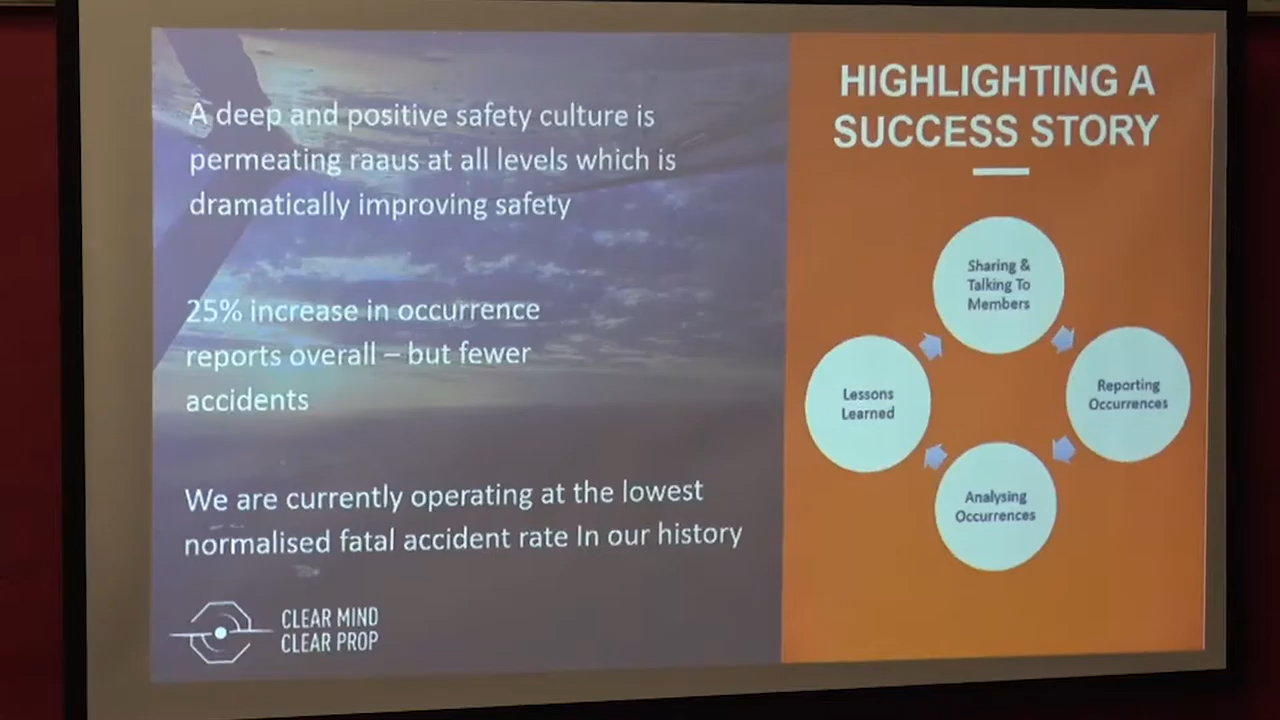 A deep and positive safety culture is
permeating raaus at all levels which is
dramatically improving safety
25% increase in occurrence
reports overall – but fewer
accidents
We are currently operating at the lowest
normalised fatal accident rate In our history
CLEAR MIND
CLEAR PROP
HIGHLIGHTING A
SUCCESS STORY
Sharing &
Talking To
Members
Reporting
Occurrences
Analysing
Occurrences
Lessons
Learned